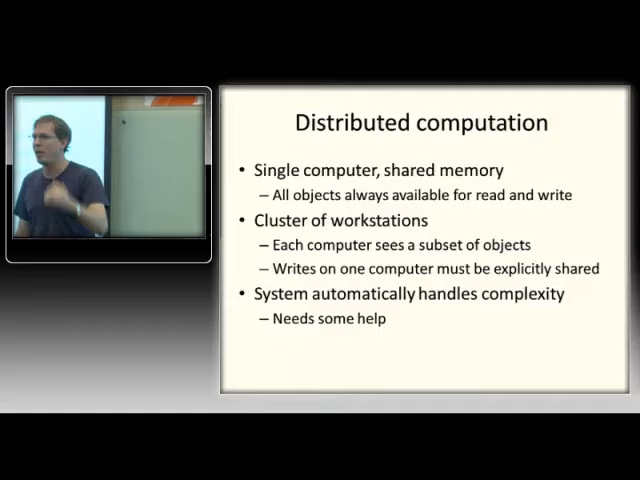 Distributed computation
• Single computer, shared memory
– All objects always available for read and write
• Cluster of workstations
– Each computer sees a subset of objects
– Writes on one computer must be explicitly shared
• System automatically handles complexity
– Needs some help